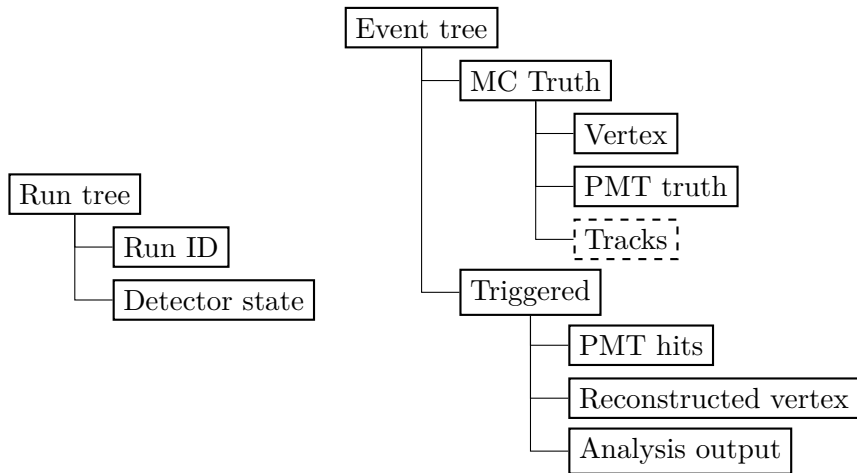 Run tree
Run ID
Detector state
Event tree
MC Truth
Vertex
PMT truth
Tracks
Triggered
PMT hits
Reconstructed vertex
Analysis output